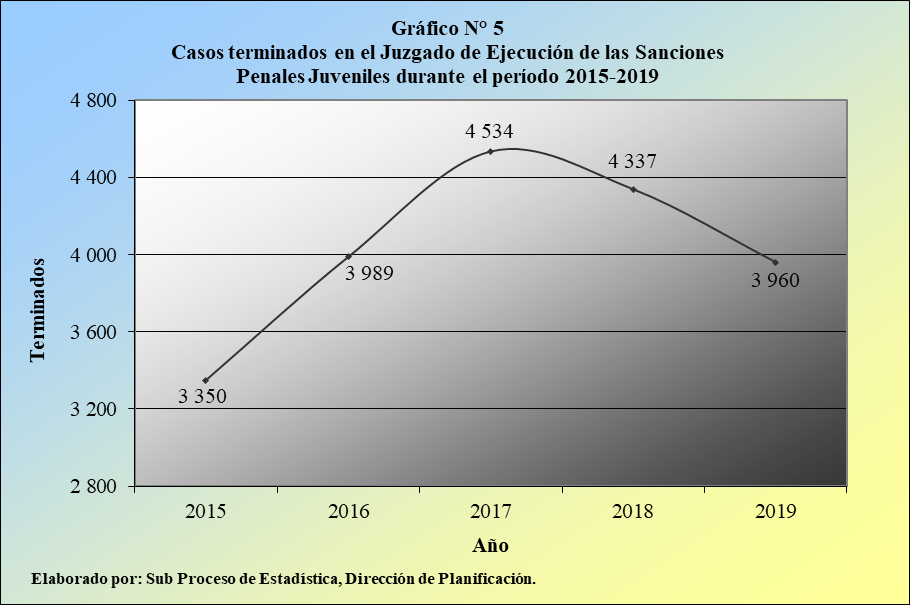 Gráfico N° 5
Casos terminados en el Juzgado de Ejecución de las Sanciones
Penales Juveniles durante el período 2015-2019
4 800
4 400
4 000
3 600
3 200
2 800
Terminados
3 350
3 989
4 534
4 337
3 960
2015 2016 2017 2018 2019
Año
Elaborado por: Sub Proceso de Estadística, Dirección de Planificación.